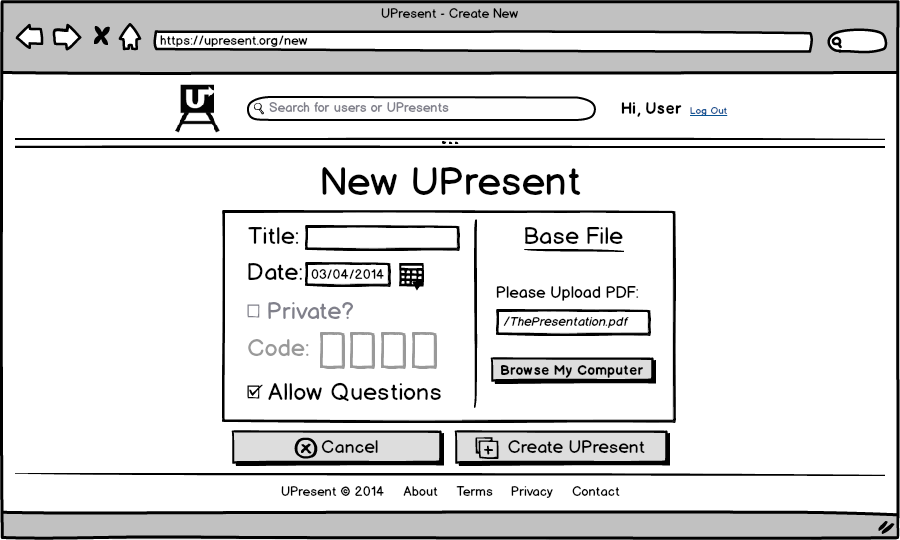 UPresent - Create New
https://upresent.org/new
U
Search for users or UPresents
Hi, User Log Out
New UPresent
Title:
Date: 03/04/2014
Private?
Code:
Allow Questions
Base File
Please Upload PDF:
/ThePresentation.pdf
Browse My Computer
Cancel
Create UPresent
UPresent © 2014 About Terms Privacy Contact